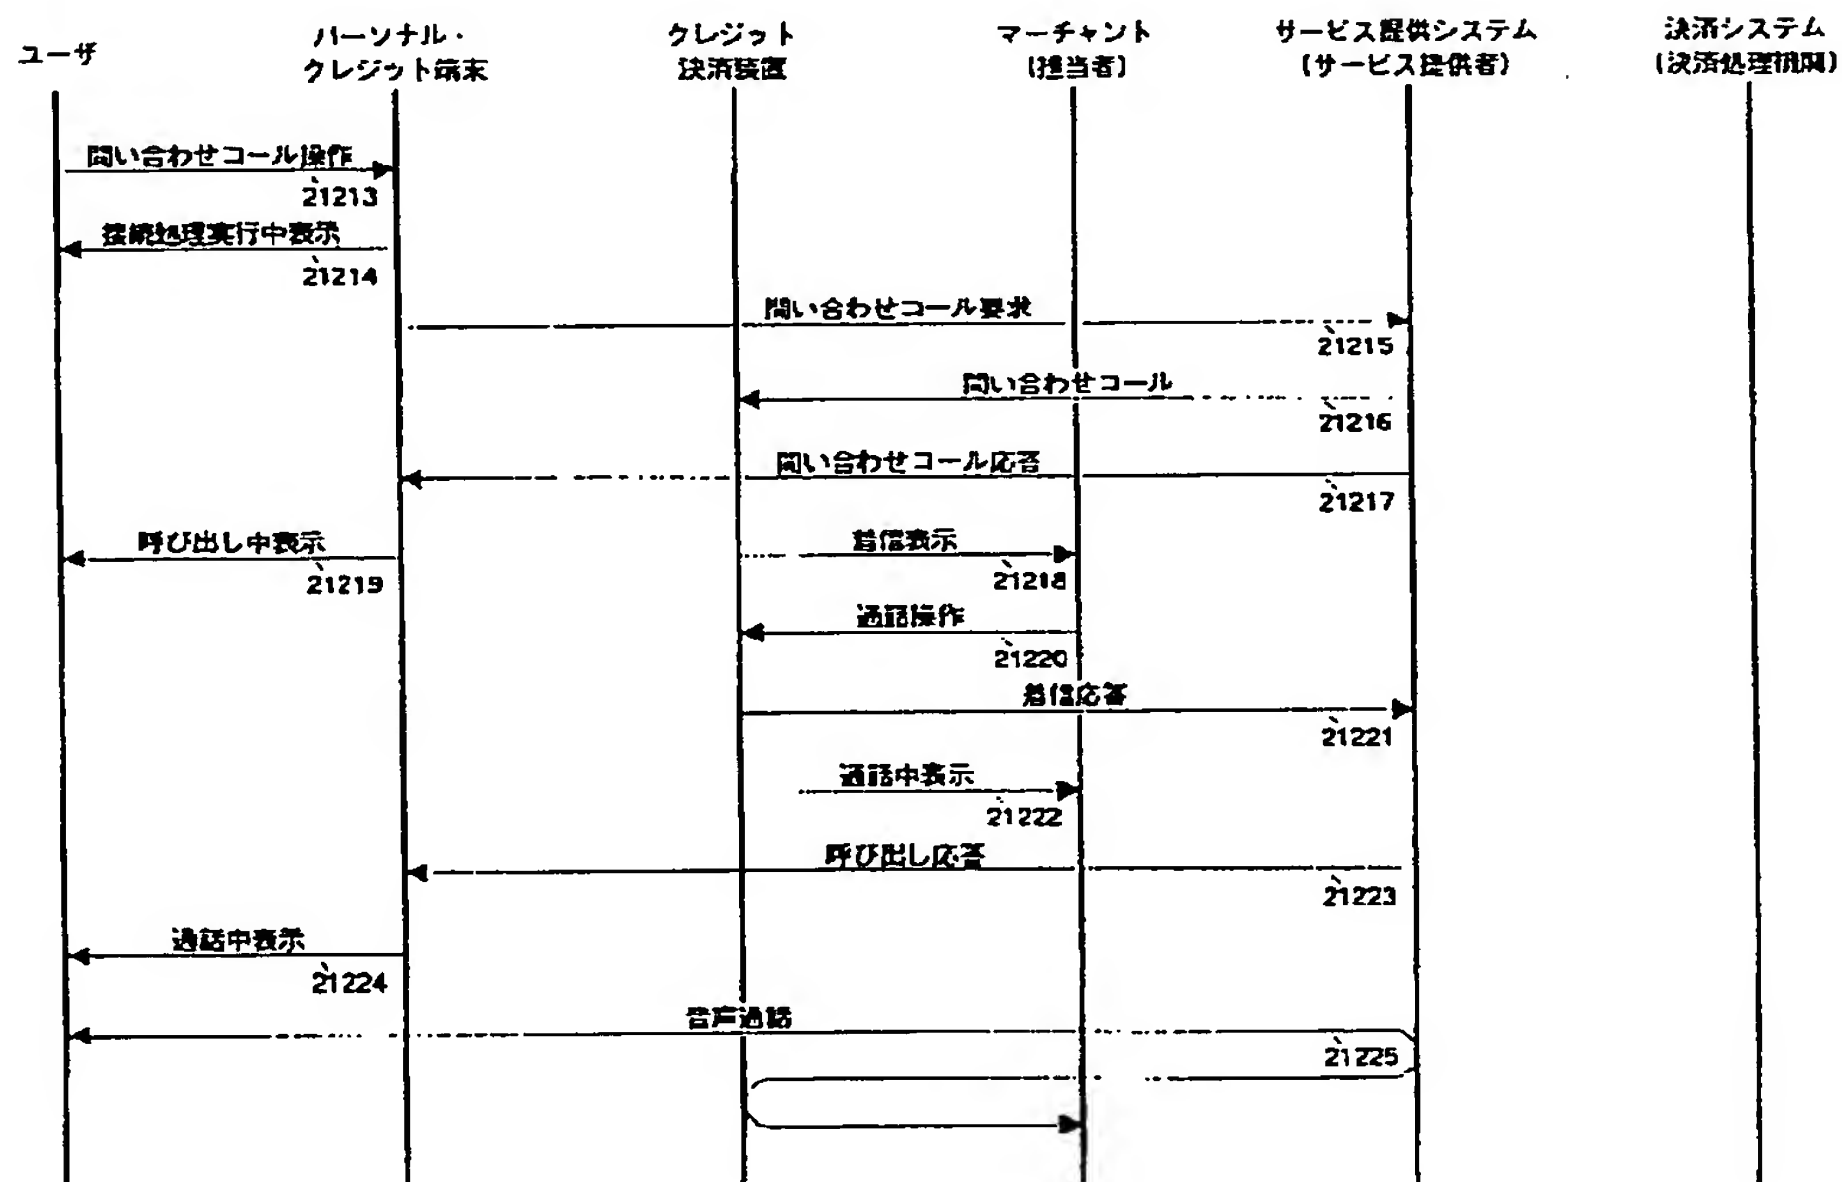 ユーザ
パーソナル・
クレジット端末
クレジット
決済装置
マーチャント
(担当者)
サービス提供システム
(サービス提供者)
決済システム
(決済処理機関)
問い合わせコール操作
21213
接続処理実行中表示
21214
問い合わせコール要求
21215
問い合わせコール
21216
問い合わせコール応答
21217
呼び出し中表示
21219
着信表示
21218
通話操作
21220
着信応答
21221
通話中表示
21222
呼び出し応答
21223
通話中表示
21224
音声通話
21225